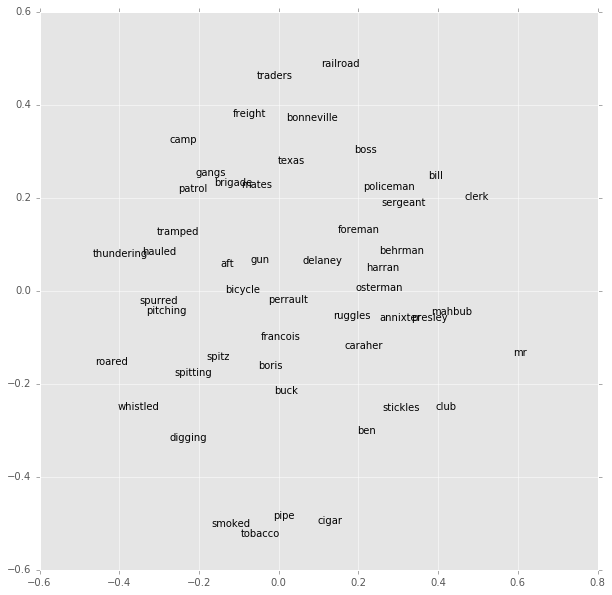 0.6
railroad
traders
0.4
freight
bonneville
camp
boss
texas
gangs
bill
brigade
mates
patrol
policeman
0.2
clerk
sergeant
tramped
foreman
thundering
hauled
behrman
aft
gun
delaney
harran
0.0
bicycle
osterman
spurred
perrault
pitching
ruggles
annixter
presley
mahbub
francois
caraher
mr
roared
spitz
boris
spitting
−0.2
buck
whistled
stickles
club
digging
ben
−0.4
smoked
pipe
cigar
tobacco
−0.6
−0.6
−0.4
−0.2
0.0
0.2
0.4
0.6
0.8